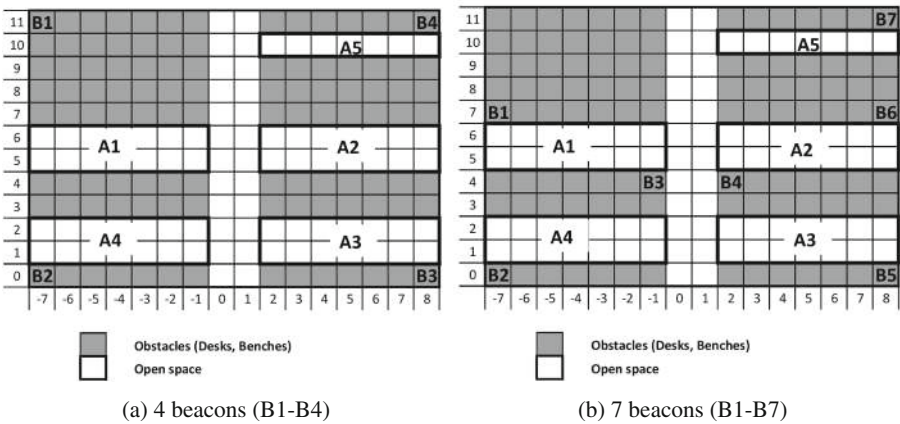 11 B1 B4
10 A5
9
8
7
6 A1 A2
5
4
3
2 A4 A3
1
0 B2 B3
-7 -6 -5 -4 -3 -2 -1 0 1 2 3 4 5 6 7 8
Obstacles (Desks, Benches)
Open space
(a) 4 beacons (B1-B4)
11 B7
10 A5
9
8
7 B1 B6
6 A1 A2
5
4 B3 B4
3
2 A4 A3
1
0 B2 B5
-7 -6 -5 -4 -3 -2 -1 0 1 2 3 4 5 6 7 8
Obstacles (Desks, Benches)
Open space
(b) 7 beacons (B1-B7)